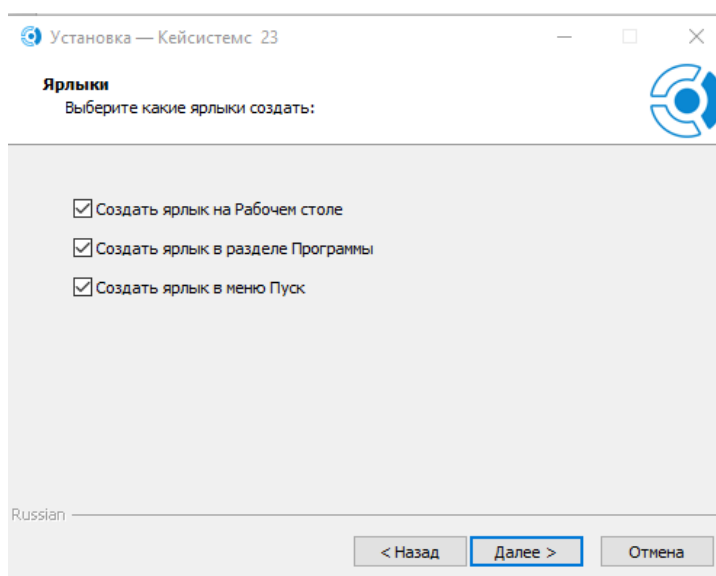 Установка — Кейсистемс 23
Ярлыки
Выберите какие ярлыки создать:
Создать ярлык на Рабочем столе
Создать ярлык в разделе Программы
Создать ярлык в меню Пуск
Russian
< Назад Далее > Отмена